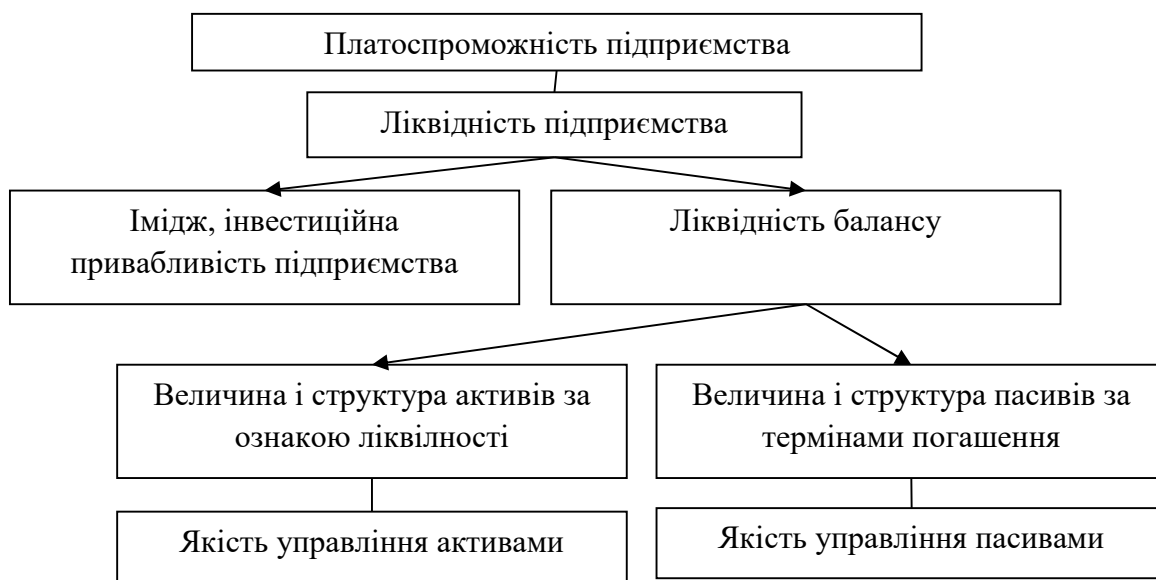 Платоспроможність підприємства
Ліквідність підприємства
Імідж, інвестиційна
привабливість підприємства
Ліквідність балансу
Величина і структура активів за
ознакою ліквілності
Величина і структура пасивів за
термінами погашення
Якість управління активами
Якість управління пасивами